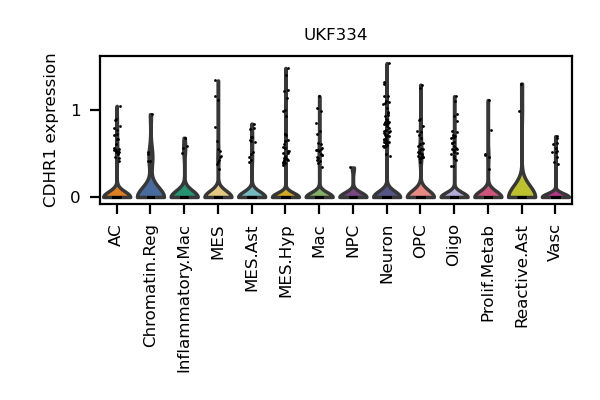 UKF334
CDHR1 expression
1
0
AC
Chromatin.Reg
Inflammatory.Mac
MES
MES.Ast
MES.Hyp
Mac
NPC
Neuron
OPC
Oligo
Prolif.Metab
Reactive.Ast
Vasc